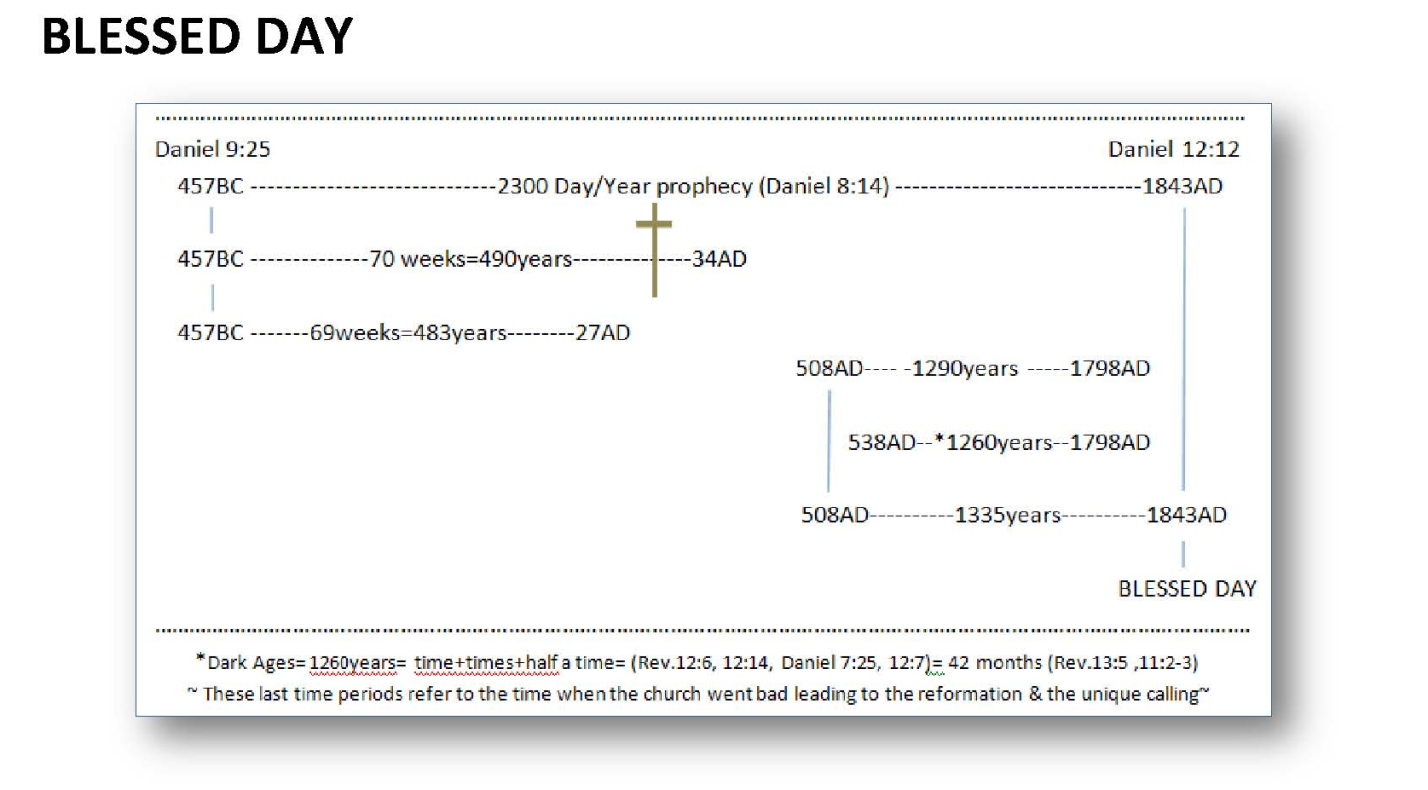 BLESSED DAY
Daniel 9:25 Daniel 12:12
457BC -----------------------------2300 Day/Year prophecy (Daniel 8:14) -----------------------------1843AD
457BC --------------70 weeks=490years--------------34AD
457BC -------69weeks=483years--------27AD
508AD---- -1290years -----1798AD
538AD--*1260years--1798AD
508AD----------1335years----------1843AD
BLESSED DAY
*Dark Ages= 1260years= time+times+half a time= (Rev.12:6, 12:14, Daniel 7:25, 12:7)= 42 months (Rev.13:5 ,11:2-3)
~ These last time periods refer to the time when the church went bad leading to the reformation & the unique calling~